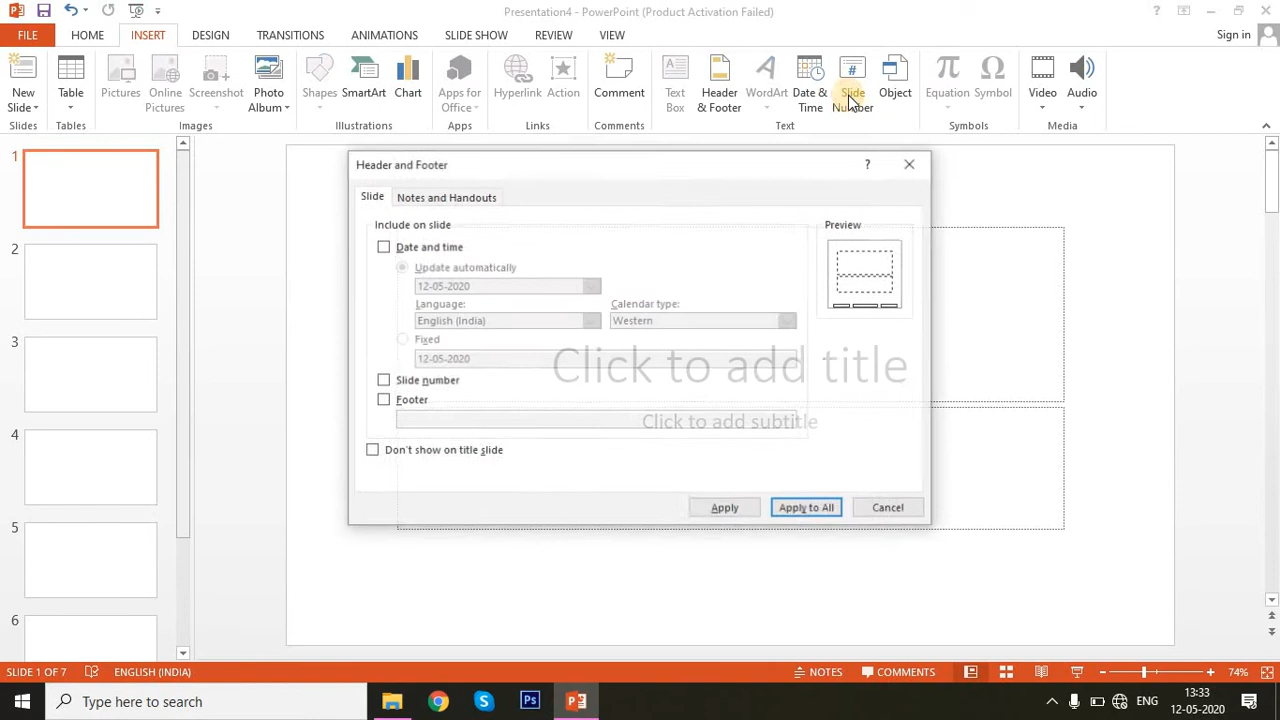 Presentation4 - PowerPoint (Product Activation Failed)
FILE HOME INSERT DESIGN TRANSITIONS ANIMATIONS SLIDE SHOW REVIEW VIEW Sign in
New Slide
Table
Pictures
Online Pictures
Screenshot
Photo Album
Shapes
SmartArt
Chart
Apps for Office
Hyperlink
Action
Comment
Text Box
Header & Footer
WordArt
Date & Time
Slide Number
Object
Equation
Symbol
Video
Audio
Slides Tables Images Illustrations Apps Links Comments Text Symbols Media
1
2
3
4
5
6
Header and Footer
Slide Notes and Handouts
Include on slide
Preview
Date and time
Update automatically
12-05-2020
Language: Calendar type:
English (India) Western
Fixed
12-05-2020
Slide number
Footer
Don't show on title slide
Apply Apply to All Cancel
Click to add title
Click to add subtitle
SLIDE 1 OF 7 ENGLISH (INDIA) NOTES COMMENTS 74%
Type here to search
Ps
ENG
13:33
12-05-2020